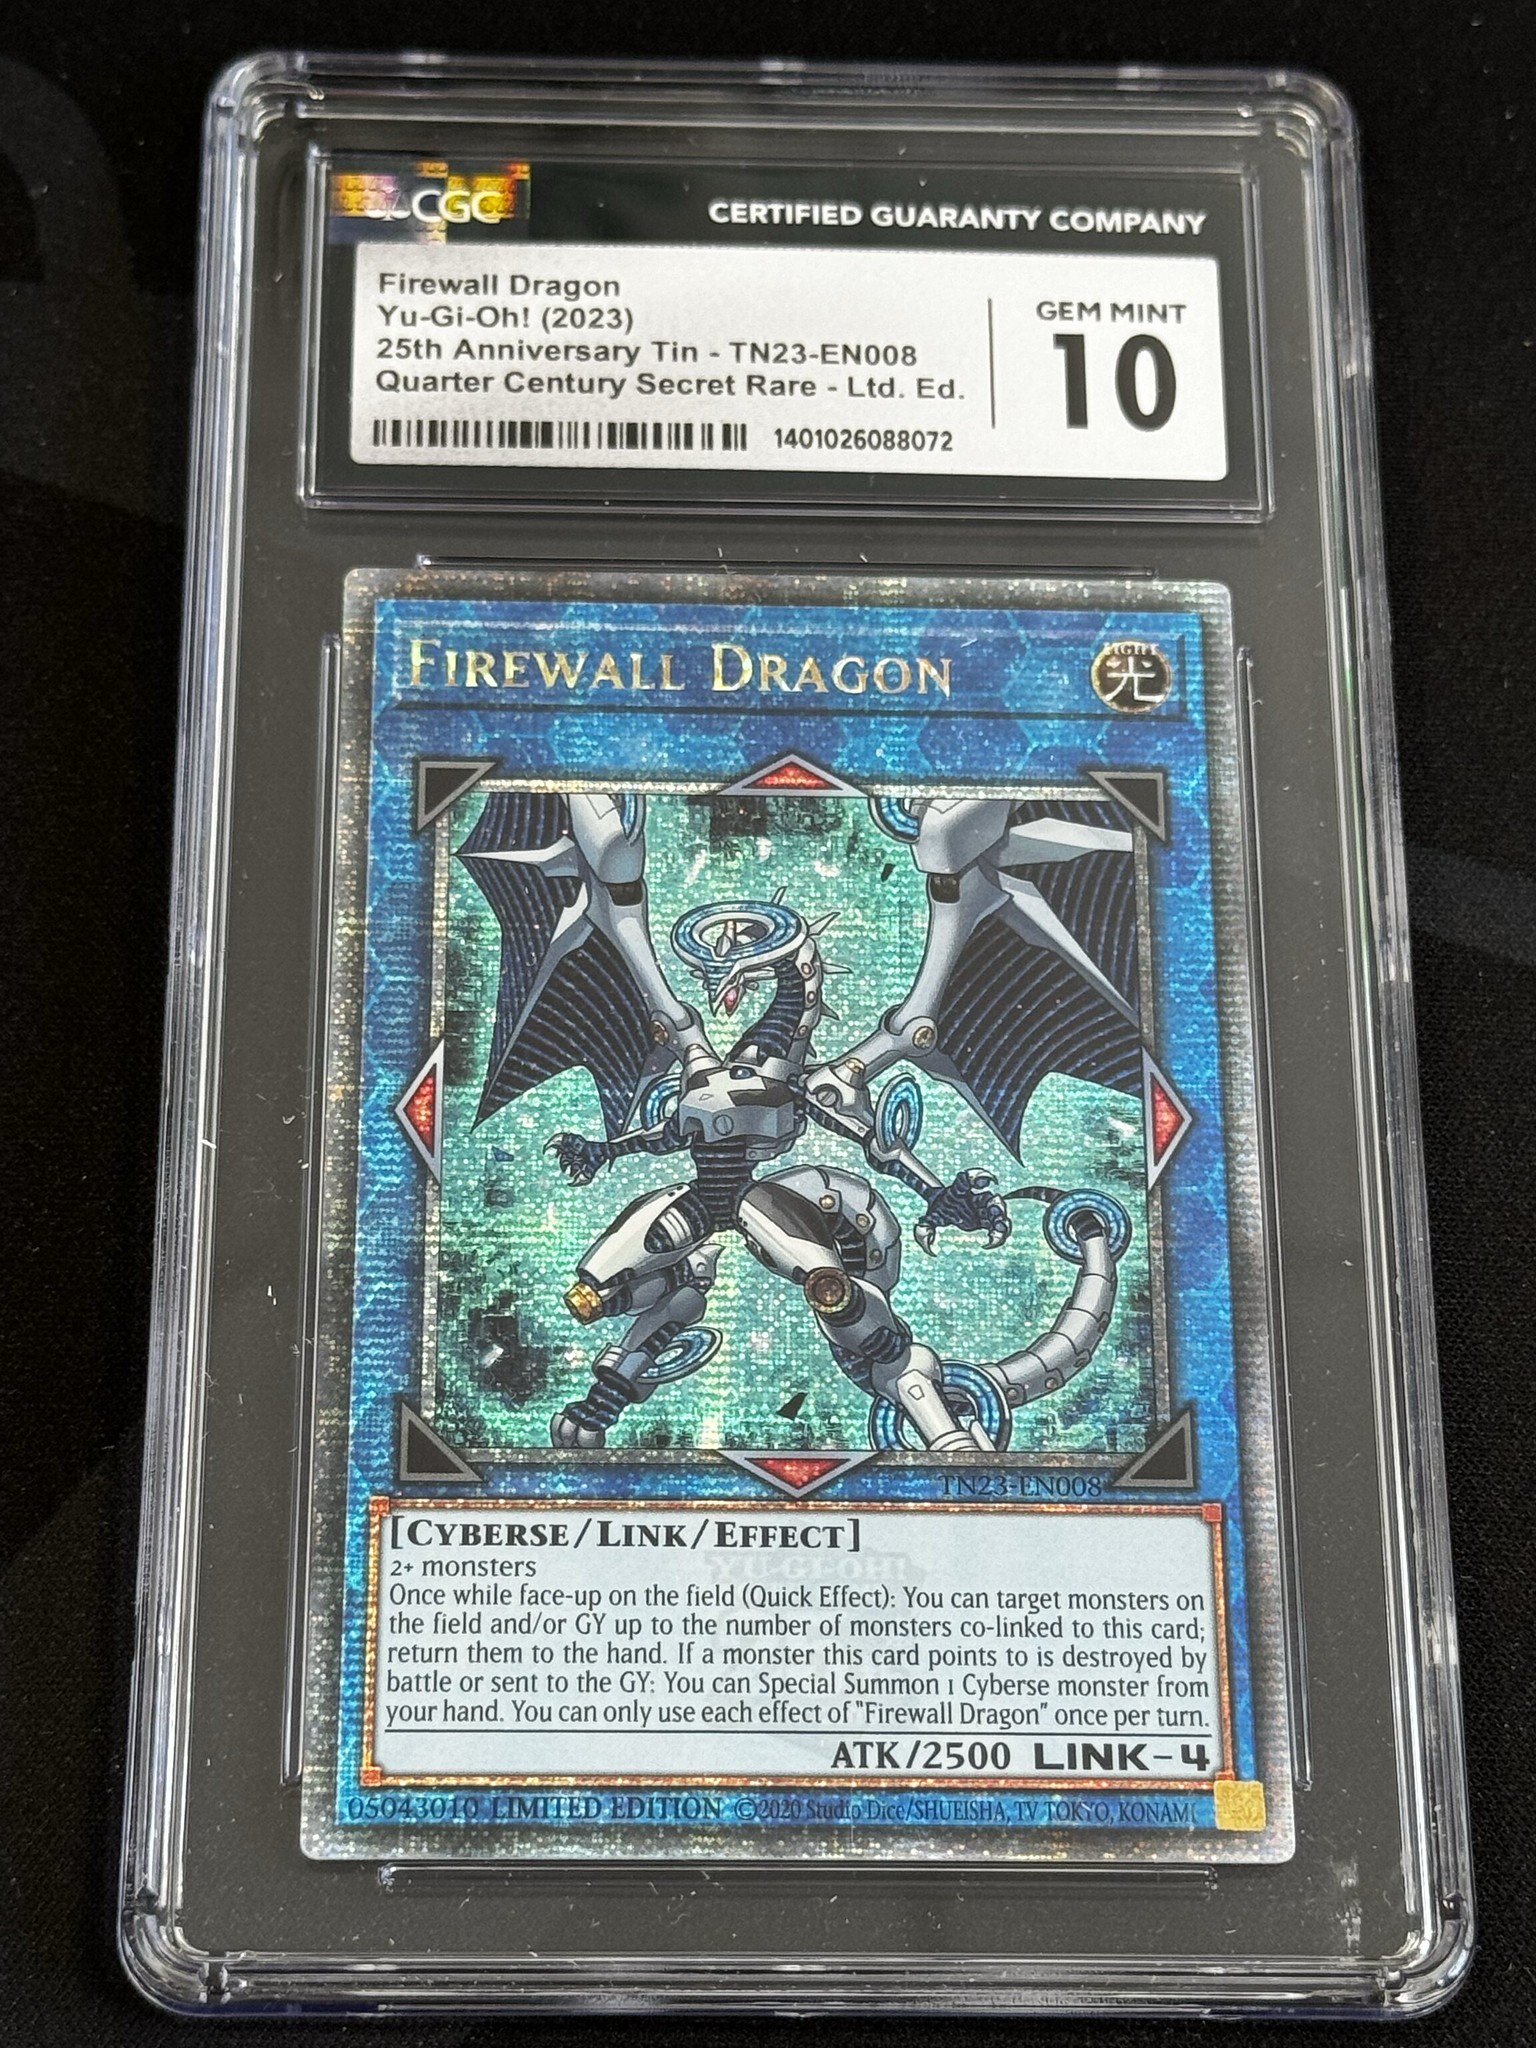 CGC
CERTIFIED GUARANTY COMPANY
Firewall Dragon
Yu-Gi-Oh! (2023)
25th Anniversary Tin - TN23-EN008
Quarter Century Secret Rare - Ltd. Ed.
1401026088072
GEM MINT
10
FIREWALL DRAGON
LIGHT
光
TN23-EN008
[CYBERSE/LINK/EFFECT]
YU-GI-OH!
2+ monsters
Once while face-up on the field (Quick Effect): You can target monsters on
the field and/or GY up to the number of monsters co-linked to this card;
return them to the hand. If a monster this card points to is destroyed by
battle or sent to the GY: You can Special Summon 1 Cyberse monster from
your hand. You can only use each effect of "Firewall Dragon" once per turn.
ATK/2500 LINK-4
05043010 LIMITED EDITION ©2020 Studio Dice/SHUEISHA, TV TOKYO, KONAMI